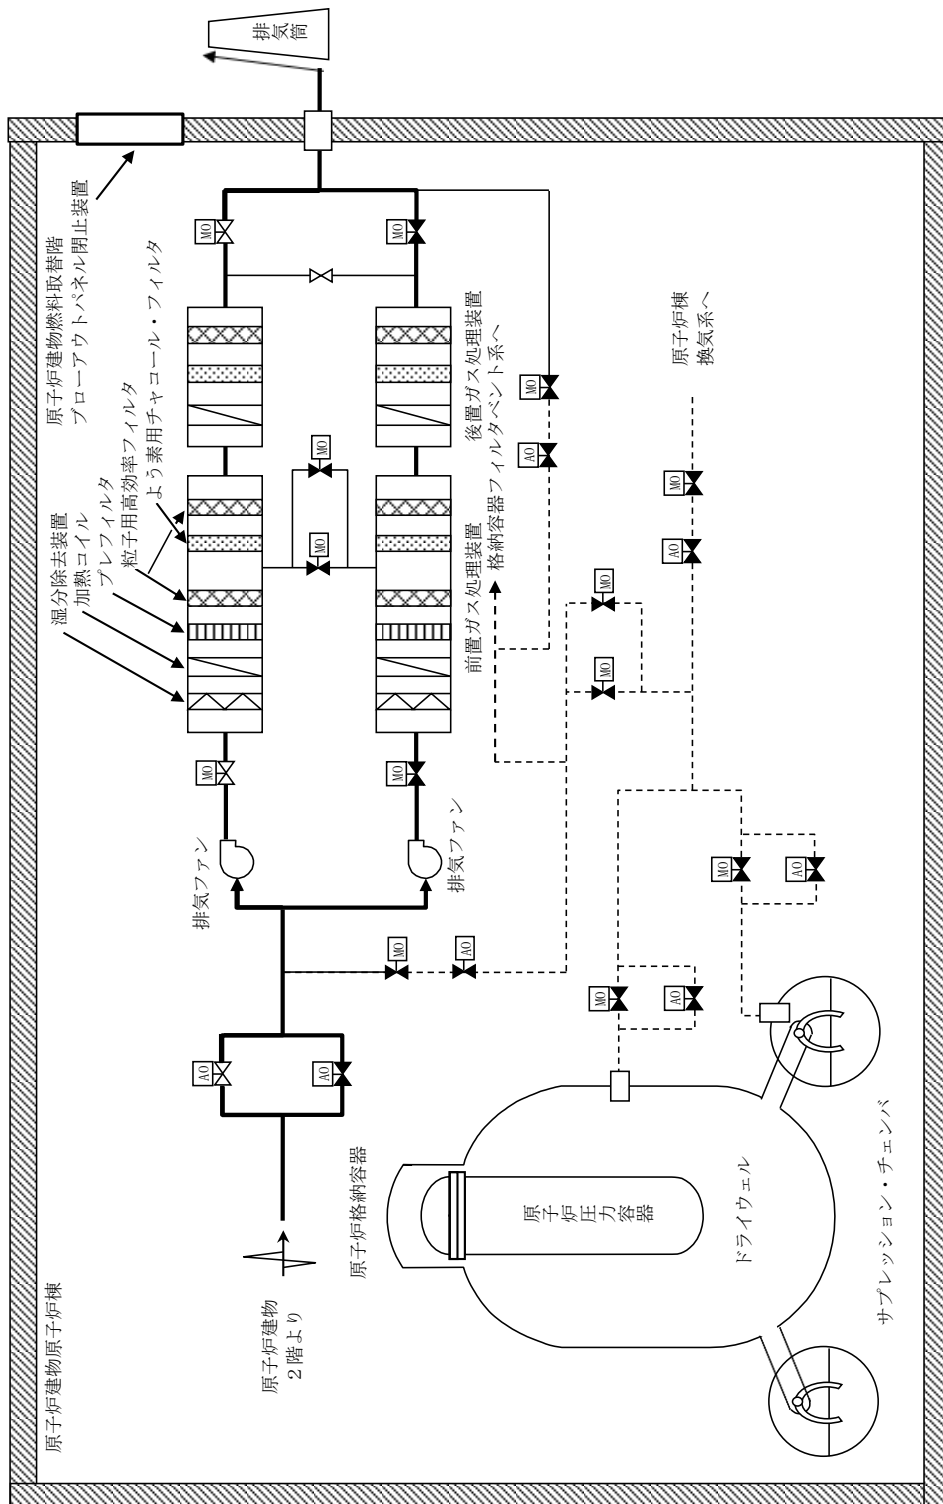 排気筒
原子炉建物燃料取替階
ブローアウトパネル閉止装置
MO
MO
湿分除去装置
加熱コイル
プレフィルタ
粒子用高効率フィルタ
よう素用チャコール・フィルタ
後置ガス処理装置
格納容器フィルタベント系へ
前置ガス処理装置
MO
MO
MO
AO
原子炉棟
換気系へ
MO
AO
MO
MO
MO
MO
排気ファン
排気ファン
MO
AO
MO
AO
MO
AO
AO
AO
原子炉建物
2階より
原子炉格納容器
原子炉圧力容器
ドライウェル
サプレッション・チェンバ
原子炉建物原子炉棟